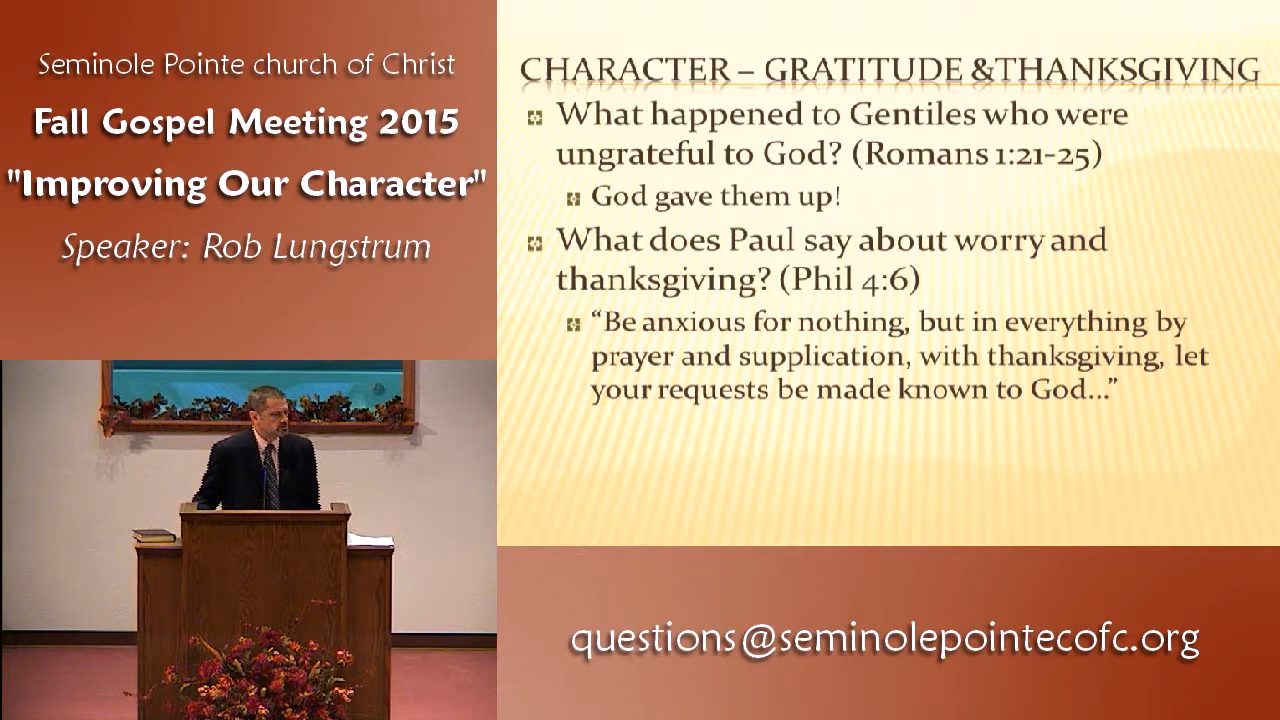 Seminole Pointe church of Christ
Fall Gospel Meeting 2015
"Improving Our Character"
Speaker: Rob Lungstrum
CHARACTER – GRATITUDE &THANKSGIVING
What happened to Gentiles who were
ungrateful to God? (Romans 1:21-25)
God gave them up!
What does Paul say about worry and
thanksgiving? (Phil 4:6)
“Be anxious for nothing, but in everything by
prayer and supplication, with thanksgiving, let
your requests be made known to God…”
questions@seminolepointecofc.org